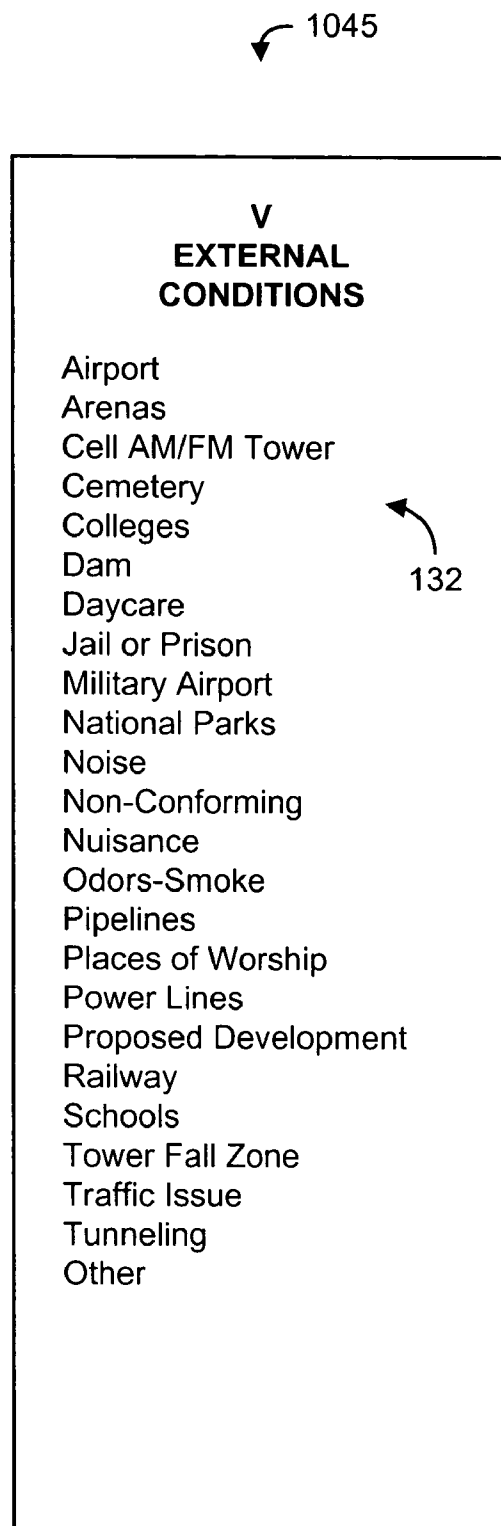 1045
V
EXTERNAL
CONDITIONS
Airport
Arenas
Cell AM/FM Tower
Cemetery
Colleges
Dam
132
Daycare
Jail or Prison
Military Airport
National Parks
Noise
Non-Conforming
Nuisance
Odors-Smoke
Pipelines
Places of Worship
Power Lines
Proposed Development
Railway
Schools
Tower Fall Zone
Traffic Issue
Tunneling
Other